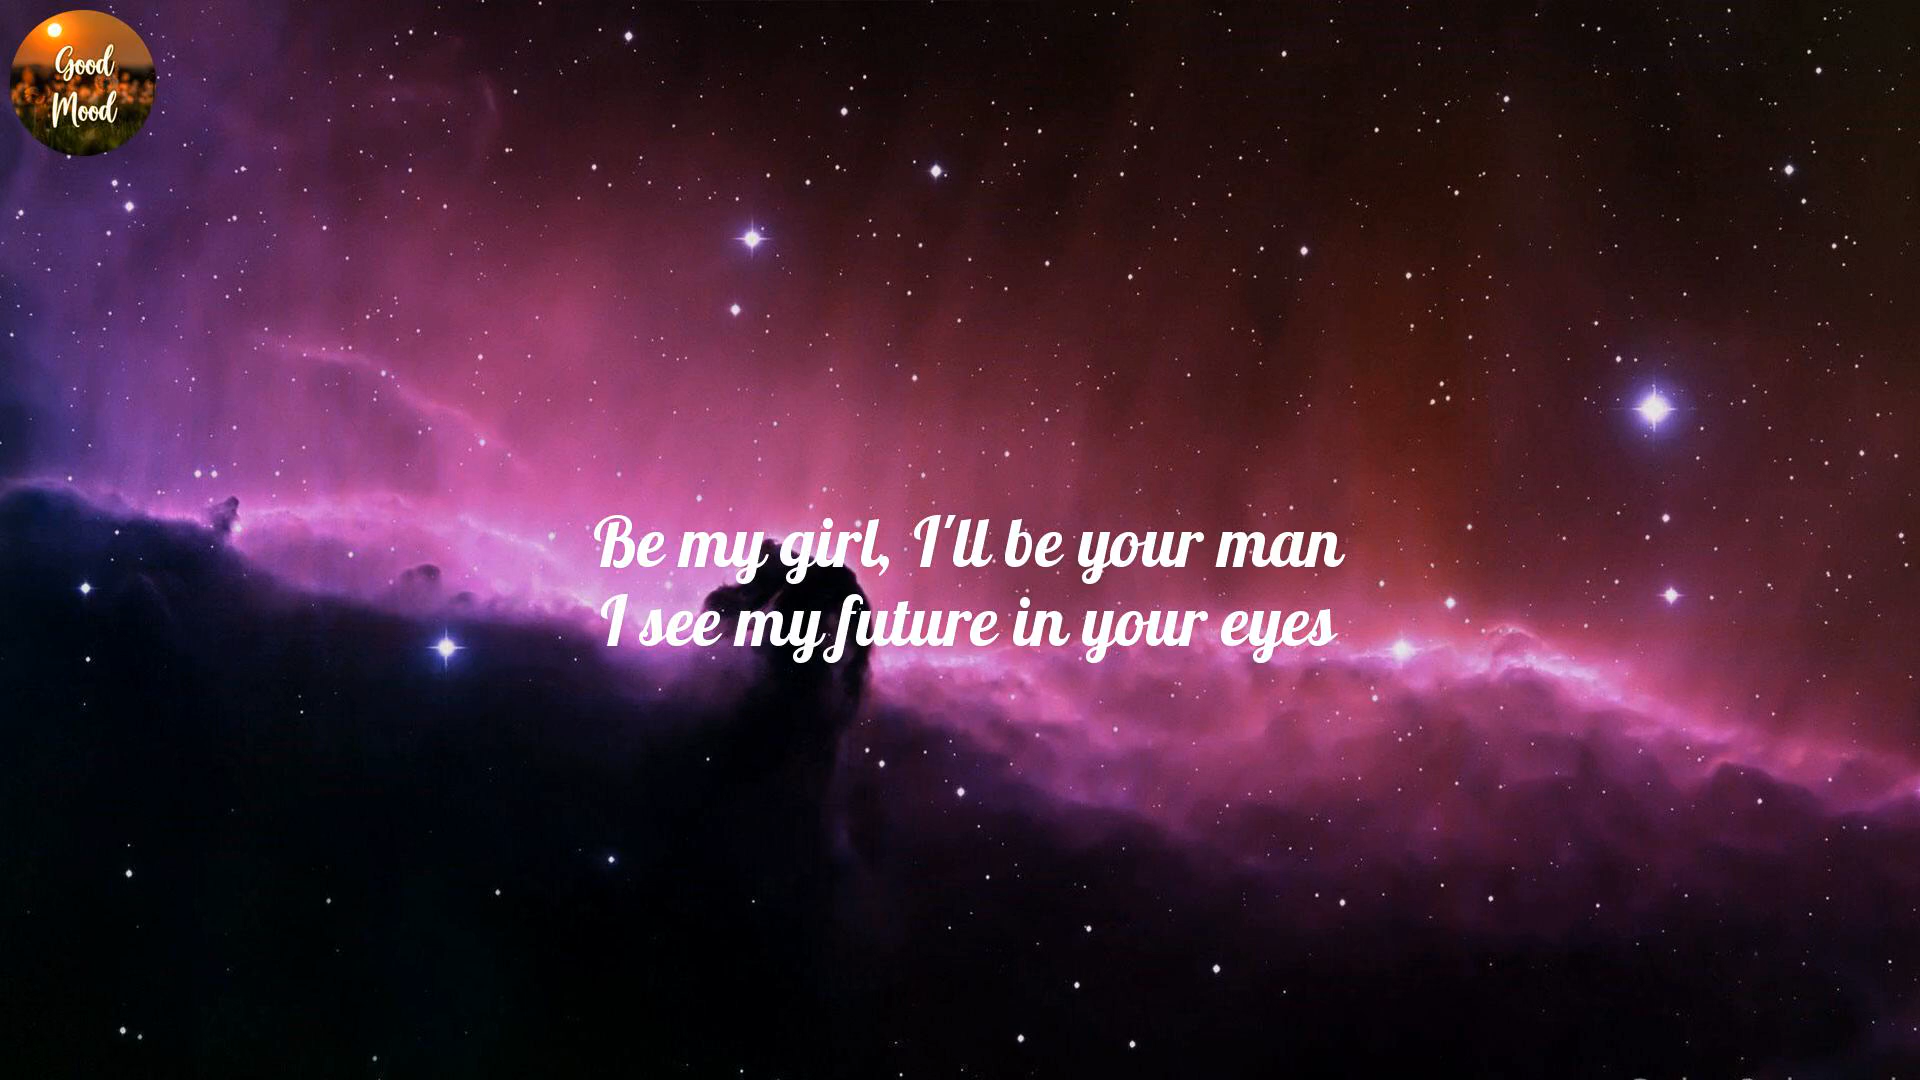 Good
Mood
Be my girl, I'll be your man
I see my future in your eyes